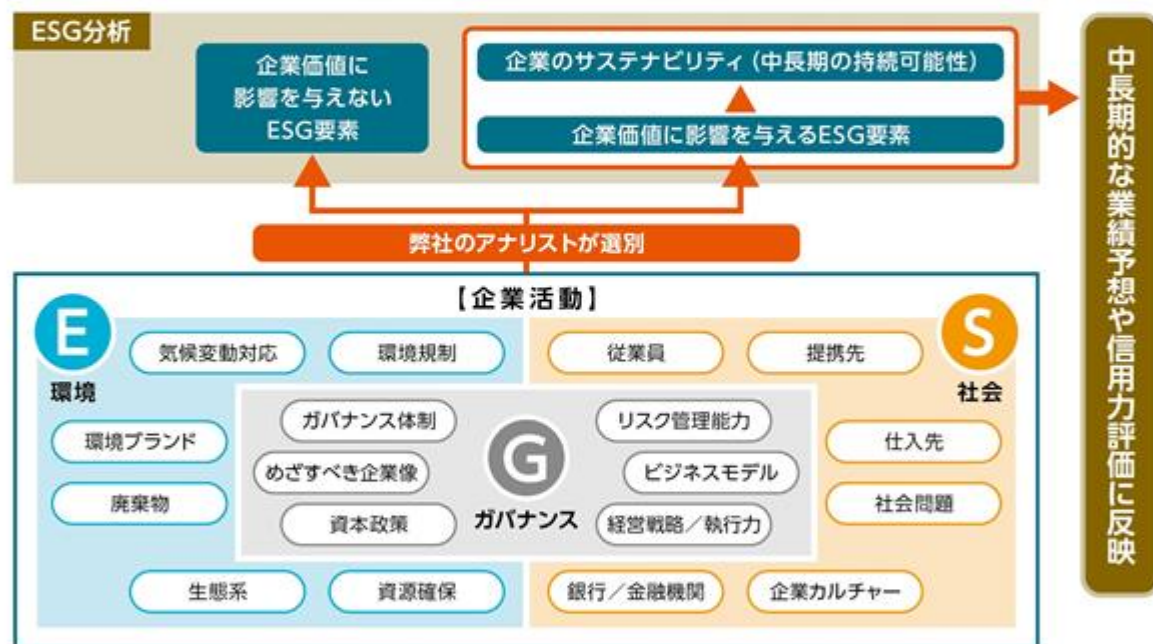 ESG分析
企業価値に
影響を与えない
ESG要素
企業のサステナビリティ（中長期の持続可能性）
企業価値に影響を与えるESG要素
中長期的な業績予想や信用力評価に反映
弊社のアナリストが選別
【企業活動】
E
環境
S
社会
気候変動対応
環境規制
従業員
提携先
環境ブランド
廃棄物
ガバナンス体制
めざすべき企業像
資本政策
G
ガバナンス
リスク管理能力
ビジネスモデル
経営戦略／執行力
仕入先
社会問題
生態系
資源確保
銀行／金融機関
企業カルチャー